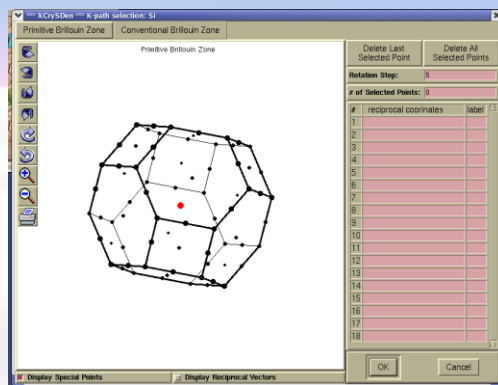 *** XCrySDen *** K-path selection: Si
Primitive Brillouin Zone
Conventional Brillouin Zone
Primitive Brillouin Zone
Delete Last
Selected Point
Delete All
Selected Points
Rotation Step:
5
# of Selected Points:
0
# reciprocal coorinates label
1
2
3
4
5
6
7
8
9
10
11
12
13
14
15
16
17
18
Display Special Points
Display Reciprocal Vectors
OK
Cancel